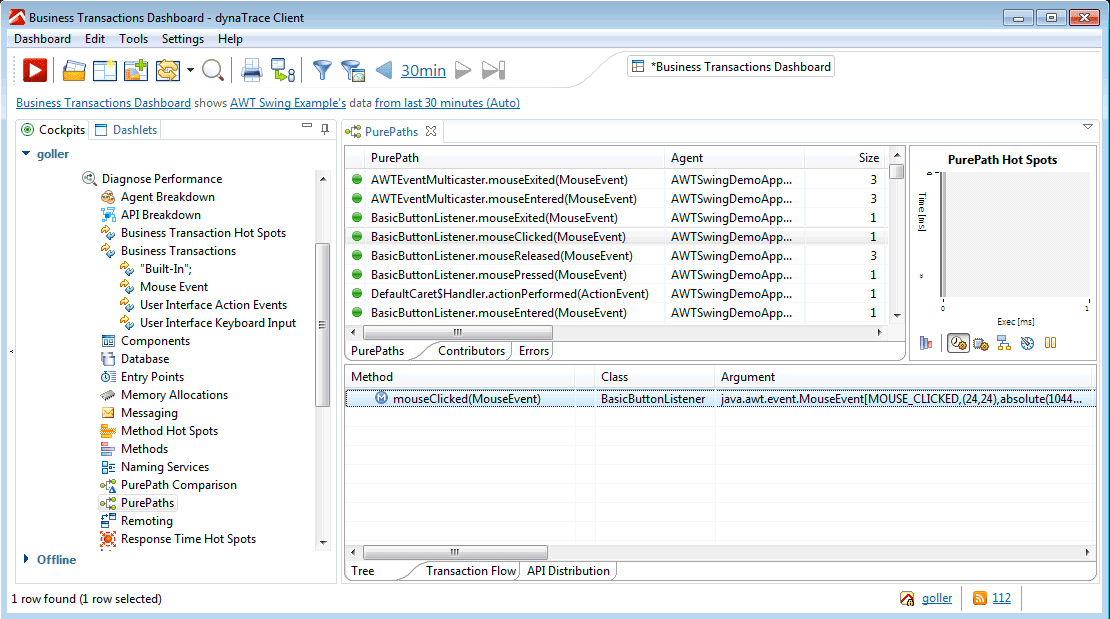 Business Transactions Dashboard - dynaTrace Client
Dashboard Edit Tools Settings Help
30min
*Business Transactions Dashboard
Business Transactions Dashboard shows AWT Swing Example's data from last 30 minutes (Auto)
Cockpits Dashlets
goller
Diagnose Performance
Agent Breakdown
API Breakdown
Business Transaction Hot Spots
Business Transactions
"Built-In";
Mouse Event
User Interface Action Events
User Interface Keyboard Input
Components
Database
Entry Points
Memory Allocations
Messaging
Method Hot Spots
Methods
Naming Services
PurePath Comparison
PurePaths
Remoting
Response Time Hot Spots
Offline
PurePaths
PurePath Agent Size
AWTEventMulticaster.mouseExited(MouseEvent) AWTSwingDemoApp... 3
AWTEventMulticaster.mouseEntered(MouseEvent) AWTSwingDemoApp... 3
BasicButtonListener.mouseExited(MouseEvent) AWTSwingDemoApp... 1
BasicButtonListener.mouseClicked(MouseEvent) AWTSwingDemoApp... 1
BasicButtonListener.mouseReleased(MouseEvent) AWTSwingDemoApp... 3
BasicButtonListener.mousePressed(MouseEvent) AWTSwingDemoApp... 1
DefaultCaret$Handler.actionPerformed(ActionEvent) AWTSwingDemoApp... 1
BasicButtonListener.mouseEntered(MouseEvent) AWTSwingDemoApp... 1
PurePaths Contributors Errors
PurePath Hot Spots
Time [ms]
0
0 1
Exec [ms]
Method Class Argument
mouseClicked(MouseEvent) BasicButtonListener java.awt.event.MouseEvent[MOUSE_CLICKED,(24,24),absolute(1044...
Tree Transaction Flow API Distribution
1 row found (1 row selected)
goller 112